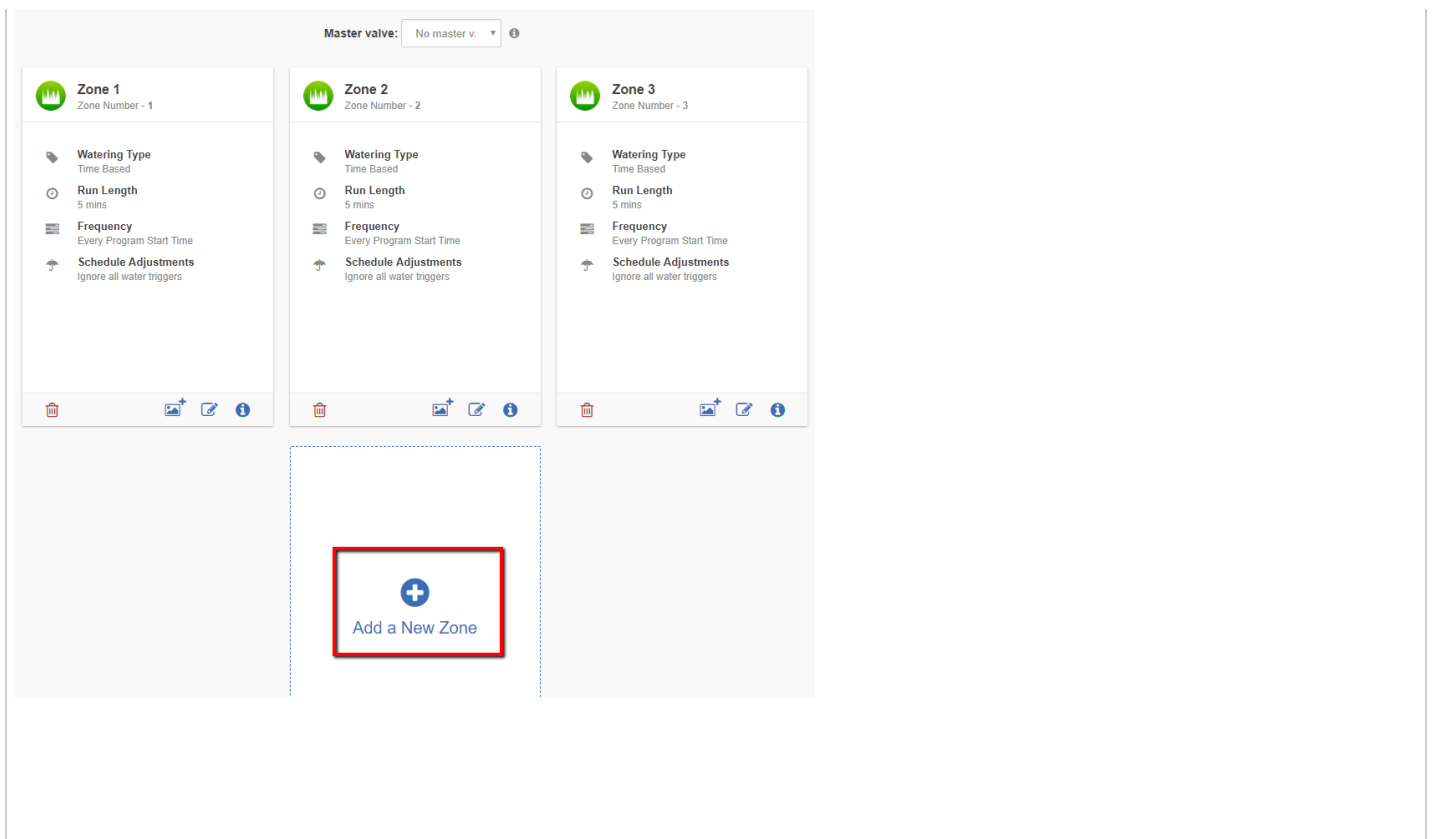 Master valve: No master v
Zone 1
Zone Number - 1
Watering Type
Time Based
Run Length
5 mins
Frequency
Every Program Start Time
Schedule Adjustments
Ignore all water triggers
Zone 2
Zone Number - 2
Watering Type
Time Based
Run Length
5 mins
Frequency
Every Program Start Time
Schedule Adjustments
Ignore all water triggers
Zone 3
Zone Number - 3
Watering Type
Time Based
Run Length
5 mins
Frequency
Every Program Start Time
Schedule Adjustments
Ignore all water triggers
Add a New Zone